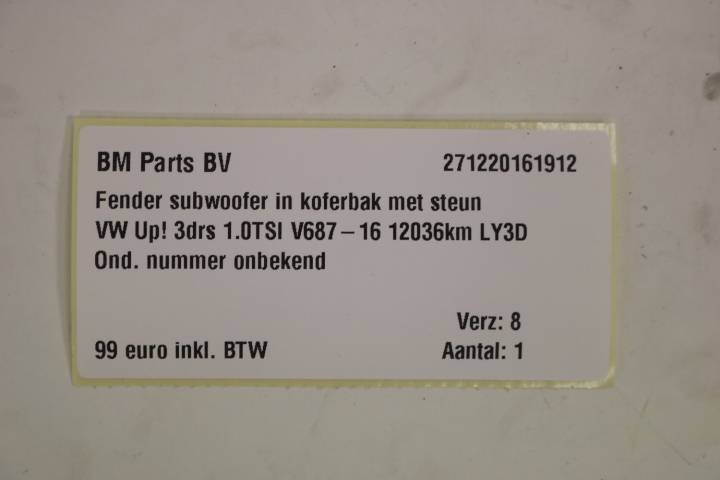 BM Parts BV 271220161912
Fender subwoofer in koferbak met steun
VW Up! 3drs 1.0TSI V687-16 12036km LY3D
Ond. nummer onbekend
Verz: 8
99 euro inkl. BTW Aantal: 1